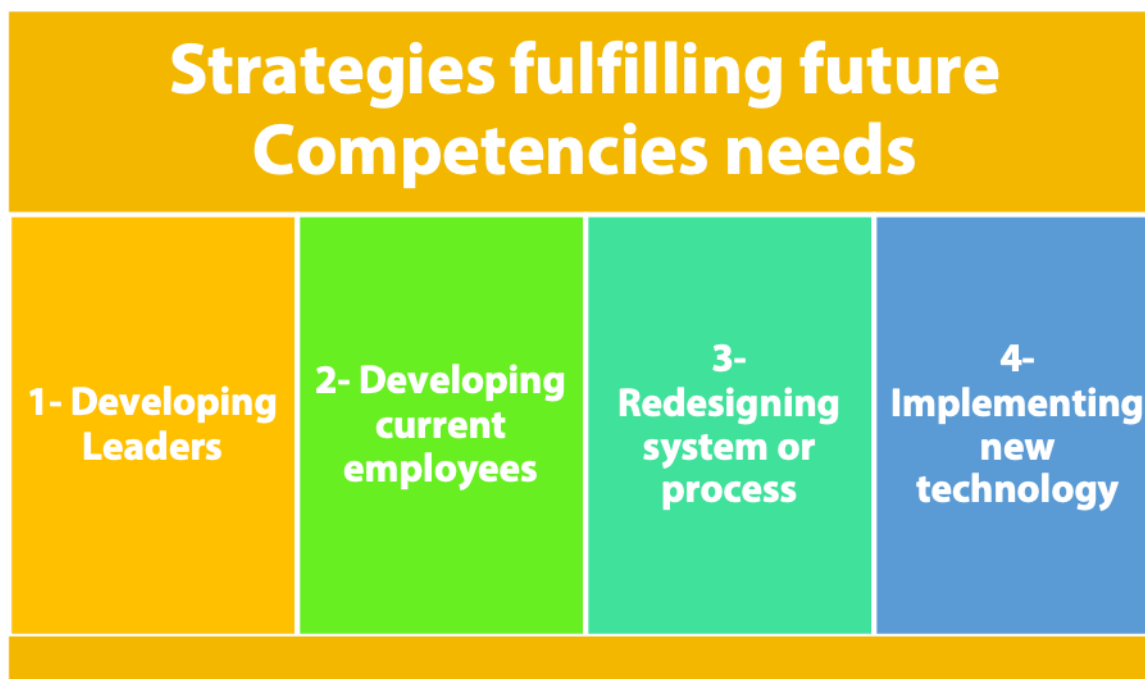 Strategies fulfilling future
Competencies needs
1- Developing
Leaders
2- Developing
current
employees
3-
Redesigning
system or
process
4-
Implementing
new
technology